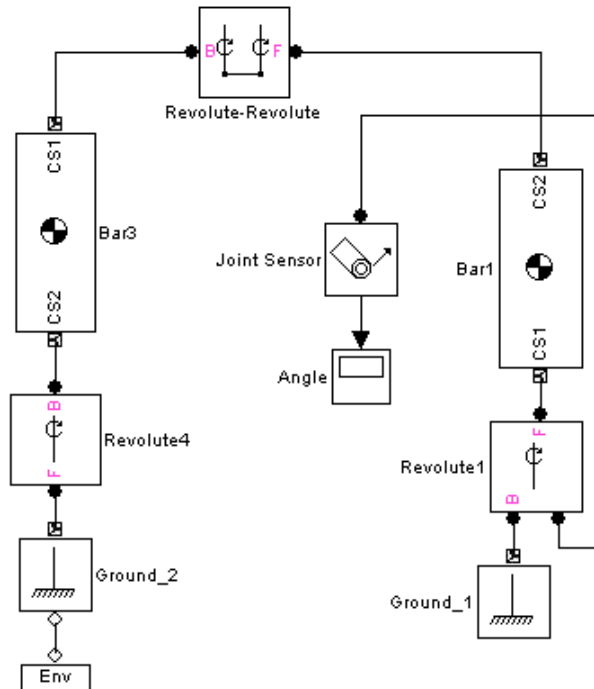 B
F
Revolute-Revolute
CS1
Bar3
CS2
CS2
Bar1
CS1
Joint Sensor
Angle
B
Revolute4
F
F
Revolute1
B
Ground_2
Ground_1
Env